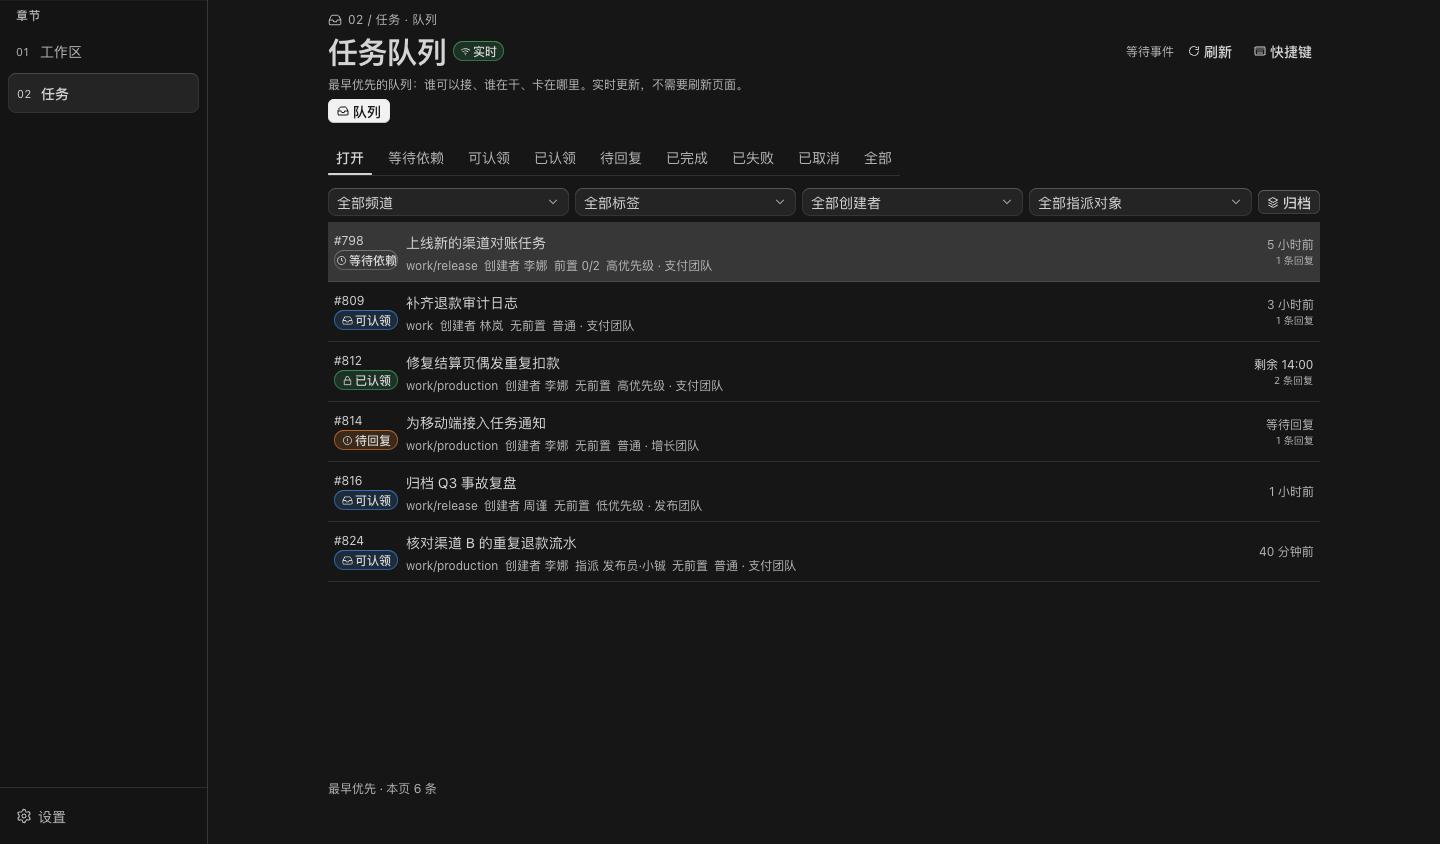 章节
01 工作区
02 任务
设置
02 / 任务 · 队列
任务队列 实时
等待事件 刷新 快捷键
最早优先的队列：谁可以接、谁在干、卡在哪里。实时更新，不需要刷新页面。
队列
打开 等待依赖 可认领 已认领 待回复 已完成 已失败 已取消 全部
全部频道 全部标签 全部创建者 全部指派对象 归档
#798 上线新的渠道对账任务 5 小时前
等待依赖 work/release 创建者 李娜 前置 0/2 高优先级 · 支付团队 1 条回复
#809 补齐退款审计日志 3 小时前
可认领 work 创建者 林岚 无前置 普通 · 支付团队 1 条回复
#812 修复结算页偶发重复扣款 剩余 14:00
已认领 work/production 创建者 李娜 无前置 高优先级 · 支付团队 2 条回复
#814 为移动端接入任务通知 等待回复
待回复 work/production 创建者 李娜 无前置 普通 · 增长团队 1 条回复
#816 归档 Q3 事故复盘 1 小时前
可认领 work/release 创建者 周谨 无前置 低优先级 · 发布团队
#824 核对渠道 B 的重复退款流水 40 分钟前
可认领 work/production 创建者 李娜 指派 发布员·小铖 无前置 普通 · 支付团队
最早优先 · 本页 6 条